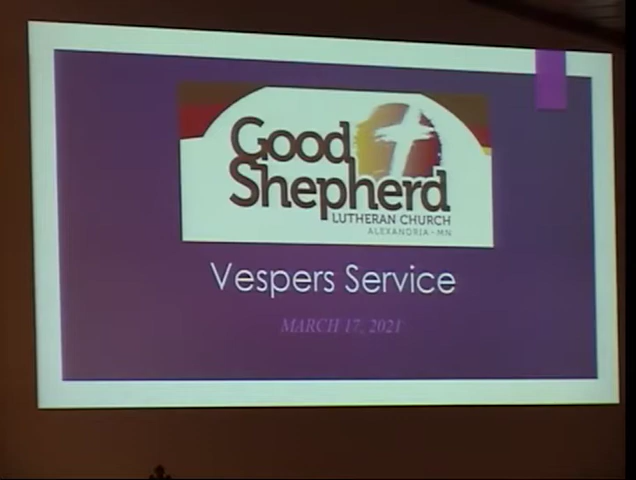 Good
Shepherd
LUTHERAN CHURCH
ALEXANDRIA - MN
Vespers Service
MARCH 17, 2021